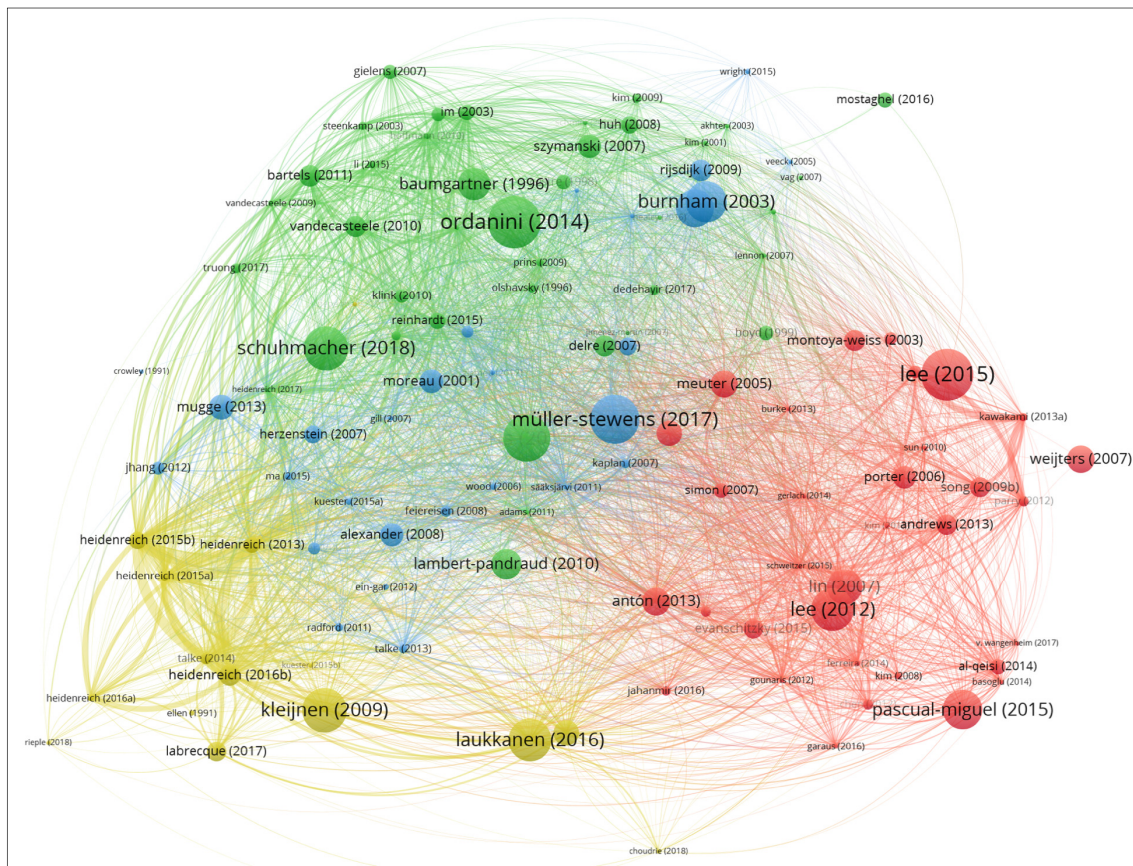 gielens (2007)
wright (2015)
kim (2009)
mostaghel (2016)
im (2003)
steenkamp (2003)
huh (2008)
akhter (2003)
szymanski (2007)
kim (2001)
li (2015)
veeck (2005)
bartels (2011)
baumgartner (1996)
rijsdijk (2009)
vag (2007)
vandecasteele (2009)
burnham (2003)
ordanini (2014)
vandecasteele (2010)
lennon (2007)
prins (2009)
truong (2017)
olshavsky (1996)
dedehayir (2017)
klink (2010)
reinhardt (2015)
boyd (1999)
montoya-weiss (2003)
schuhmacher (2018)
delre (2007)
crowley (1991)
lee (2015)
moreau (2001)
meuter (2005)
heidenreich (2017)
mugge (2013)
burke (2013)
kawakami (2013a)
gill (2007)
müller-stewens (2017)
herzenstein (2007)
sun (2010)
weijters (2007)
jhang (2012)
kaplan (2007)
ma (2015)
porter (2006)
wood (2006)
sääksjärvi (2011)
simon (2007)
song (2009b)
gerlach (2014)
parry (2012)
kuester (2015a)
feiereisen (2008)
adams (2011)
andrews (2013)
alexander (2008)
heidenreich (2015b)
heidenreich (2013)
lambert-pandraud (2010)
schweitzer (2015)
heidenreich (2015a)
ein-gar (2012)
lin (2007)
antón (2013)
lee (2012)
radford (2011)
evanschitzky (2015)
talke (2013)
v. wangenheim (2017)
talke (2014)
kuester (2015b)
ferreira (2014)
al-qeisi (2014)
heidenreich (2016b)
gounaris (2012)
kim (2008)
basoglu (2014)
jahanmir (2016)
heidenreich (2016a)
ellen (1991)
kleijnen (2009)
pascual-miguel (2015)
rieple (2018)
labrecque (2017)
laukkanen (2016)
garaus (2016)
choudrie (2018)